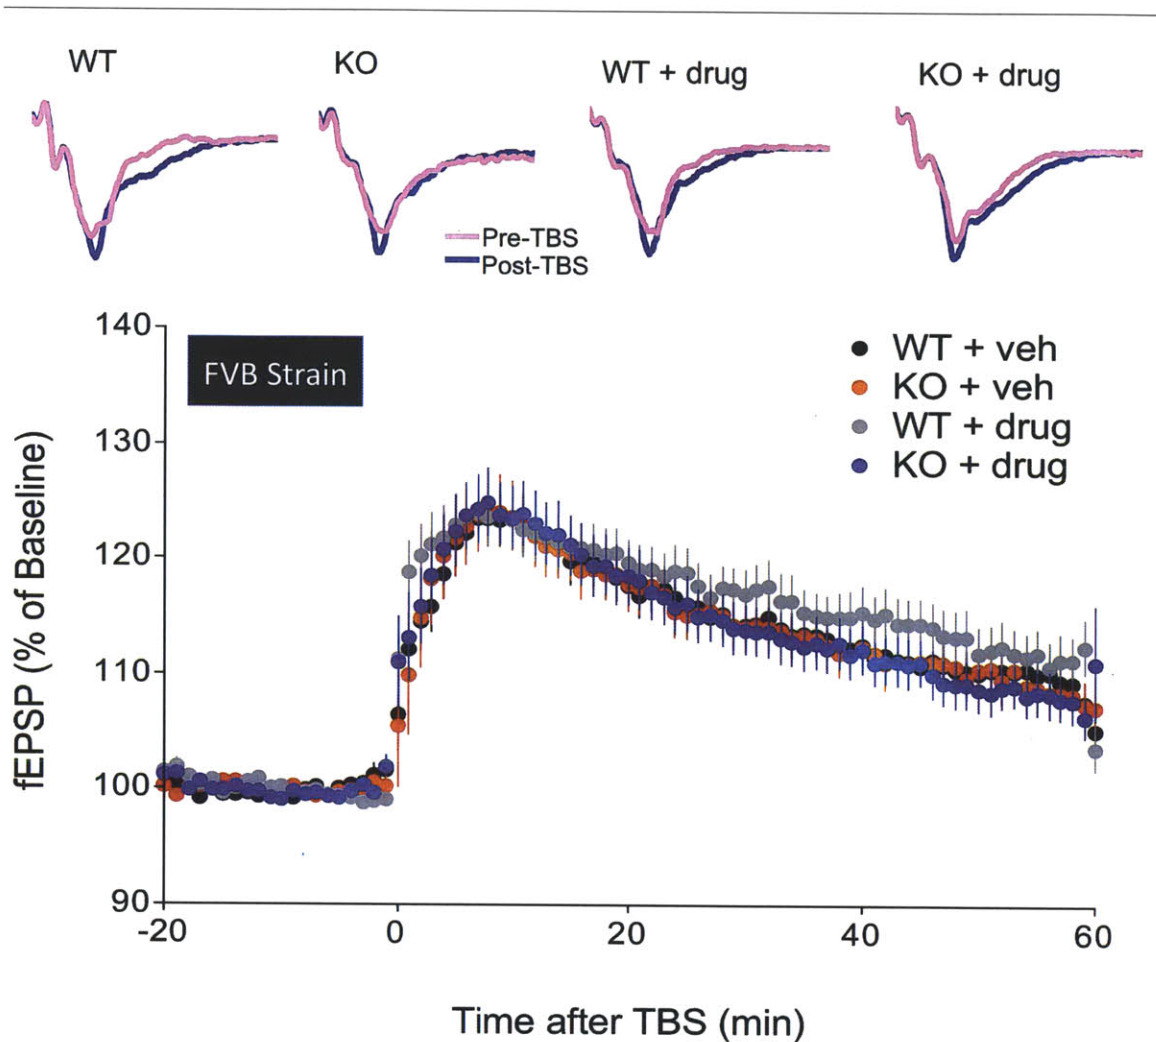 WT
KO
WT + drug
KO + drug
Pre-TBS
Post-TBS
140
130
120
110
100
90
FVB Strain
WT + veh
KO + veh
WT + drug
KO + drug
fEPSP (% of Baseline)
-20
0
20
40
60
Time after TBS (min)